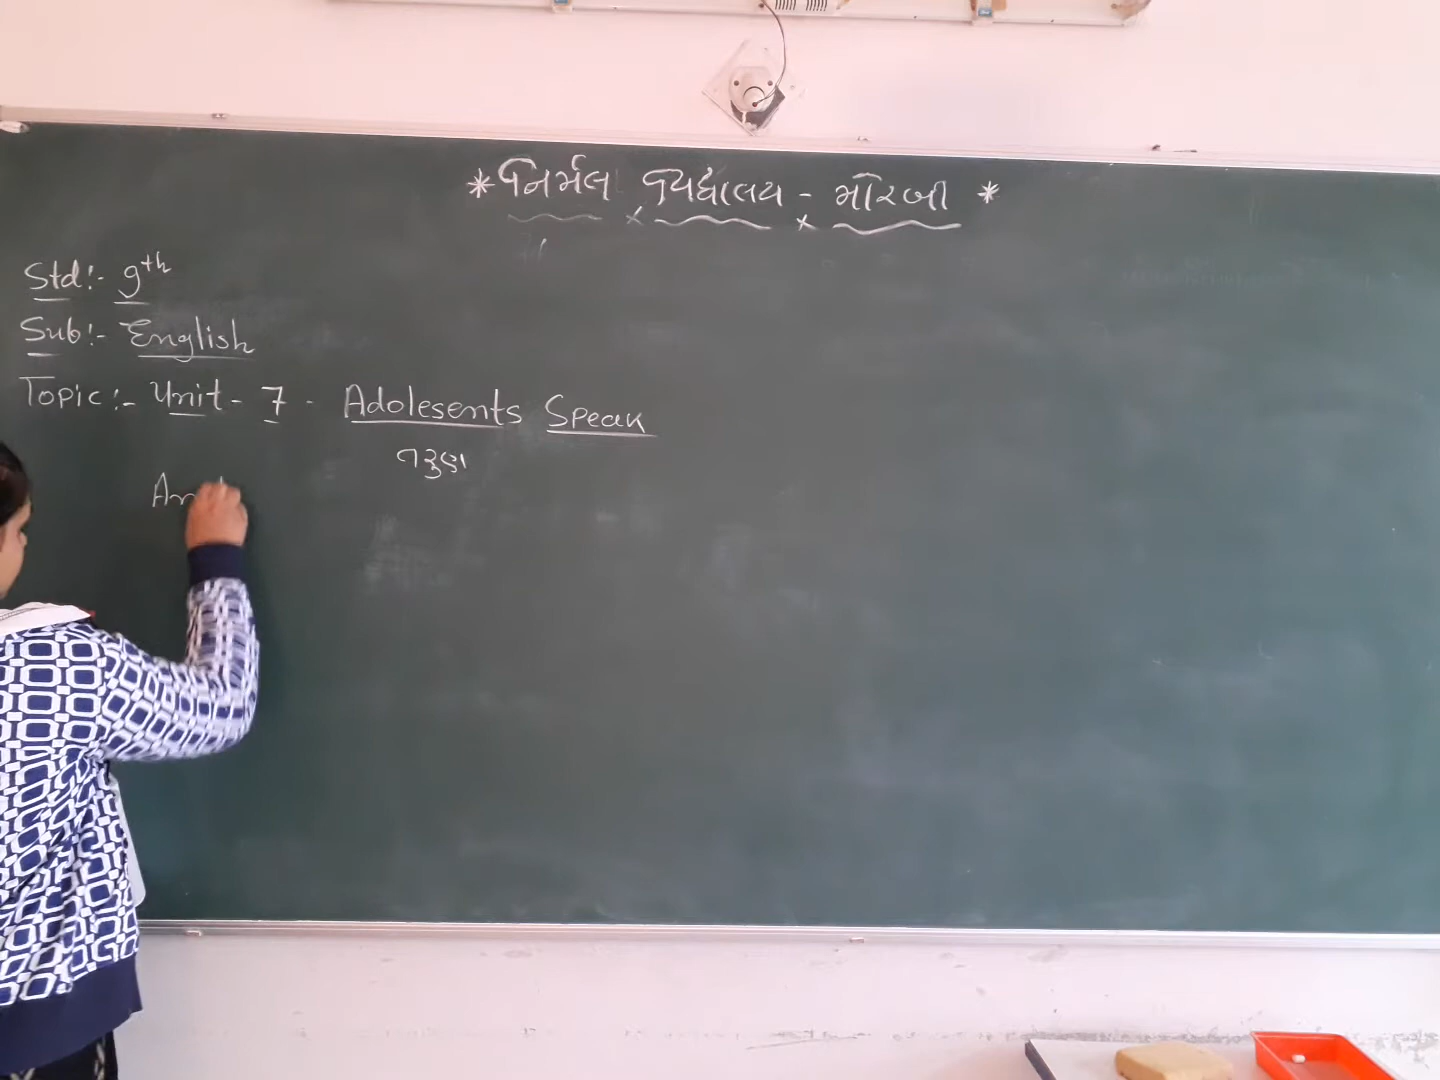 * નિર્મલ વિદ્યાલય - મોરબી *
Std:- 9th
Sub:- English
Topic:- Unit - 7 - Adolesents Speak
તરુણ